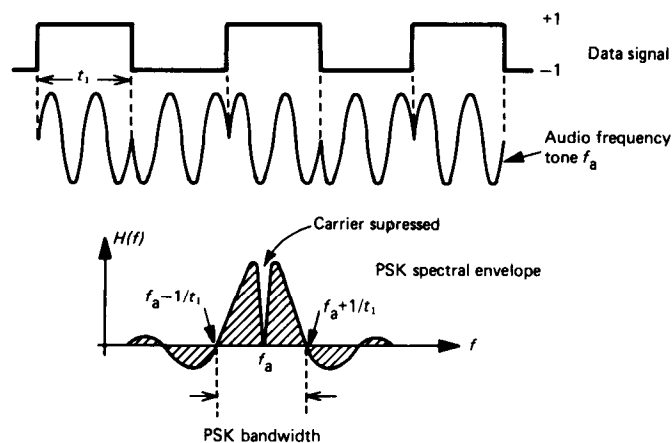 +1
Data signal
−1
t₁
Audio frequency
tone fₐ
Carrier supressed
H(f)
PSK spectral envelope
fₐ−1/t₁
fₐ+1/t₁
fₐ
f
PSK bandwidth